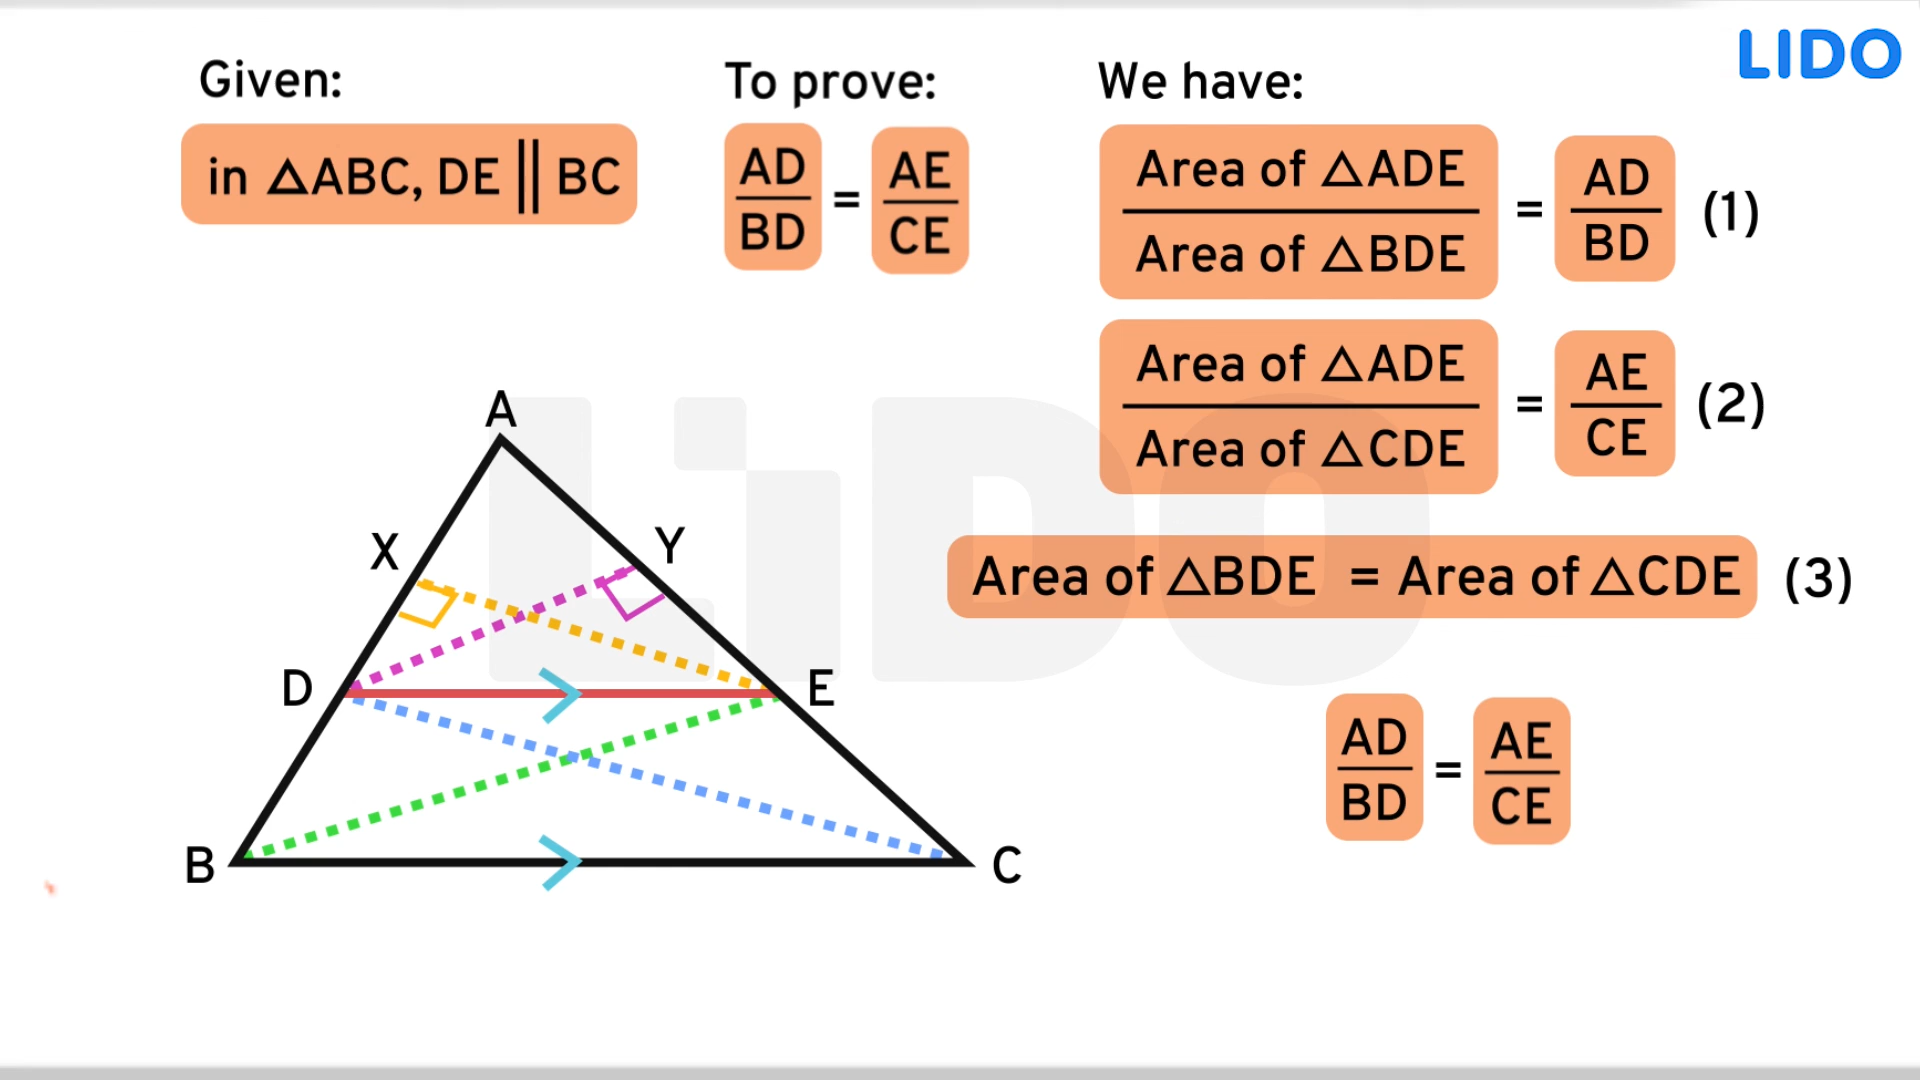 LIDO
Given:
in △ABC, DE || BC
To prove:
AD/BD = AE/CE
We have:
Area of △ADE / Area of △BDE = AD/BD (1)
Area of △ADE / Area of △CDE = AE/CE (2)
Area of △BDE = Area of △CDE (3)
AD/BD = AE/CE
A
X
Y
D
E
B
C
LiDO